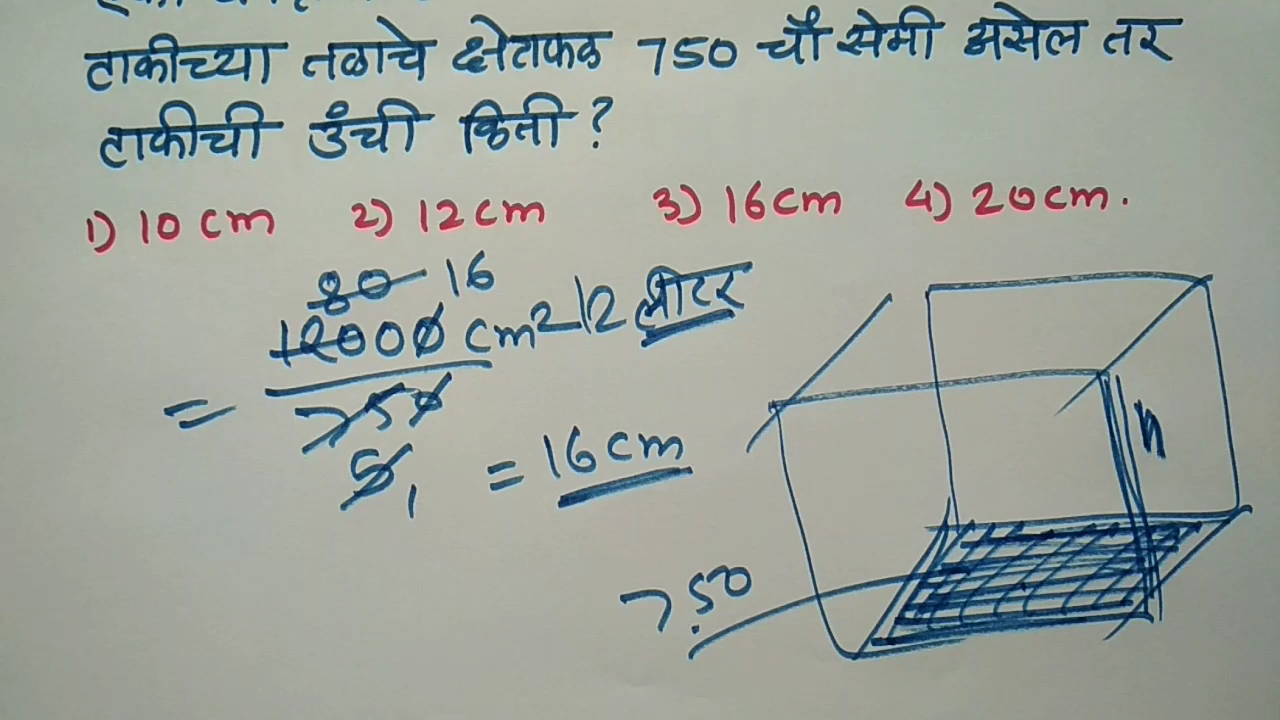 टाकीच्या तळाचे क्षेत्रफळ 750 चौ सेमी असेल तर
टाकीची उंची किती ?
1) 10 cm 2) 12 cm 3) 16 cm 4) 20 cm.
80 16
12000 cm² 12 लीटर
=
750
5 1
= 16 cm
h
750